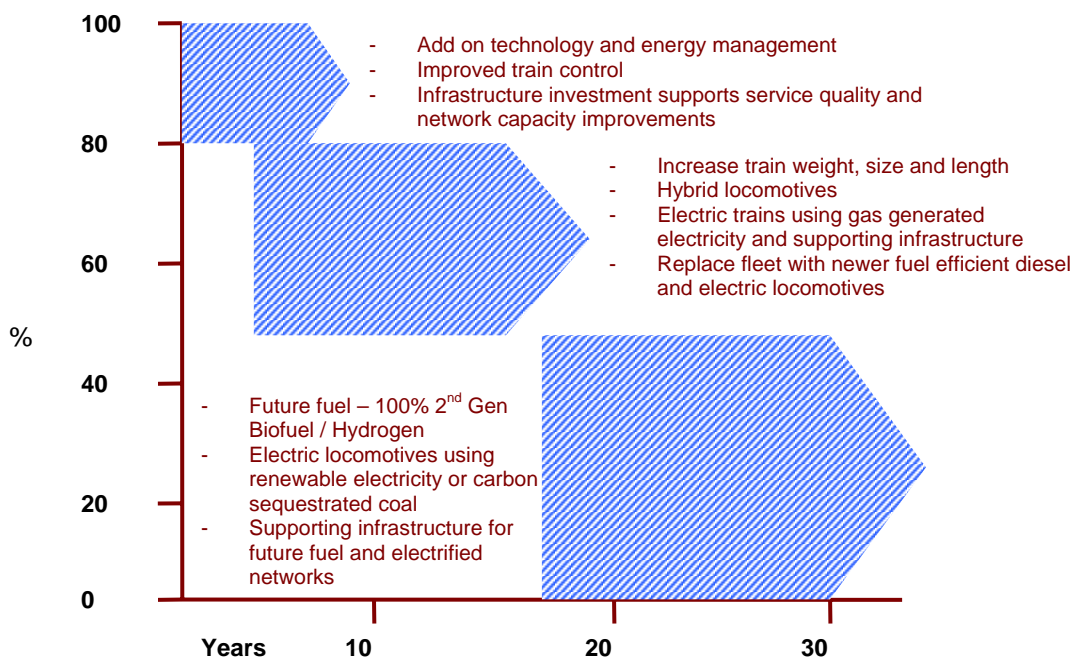 100
- Add on technology and energy management
- Improved train control
- Infrastructure investment supports service quality and
network capacity improvements
80
- Increase train weight, size and length
- Hybrid locomotives
- Electric trains using gas generated
electricity and supporting infrastructure
- Replace fleet with newer fuel efficient diesel
and electric locomotives
60
%
40
- Future fuel – 100% 2nd Gen
Biofuel / Hydrogen
- Electric locomotives using
renewable electricity or carbon
sequestrated coal
- Supporting infrastructure for
future fuel and electrified
networks
20
0
Years 10 20 30